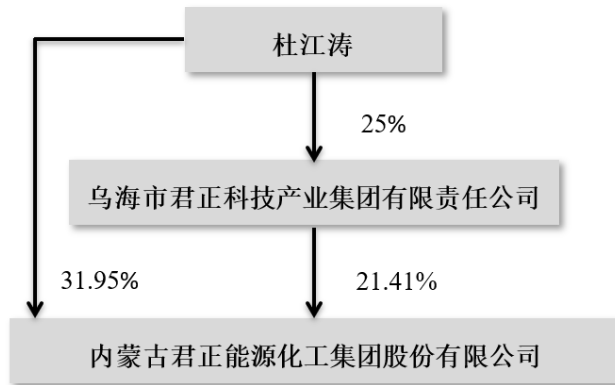 杜江涛
25%
乌海市君正科技产业集团有限责任公司
31.95%
21.41%
内蒙古君正能源化工集团股份有限公司